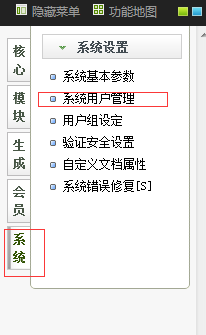 隐藏菜单 功能地图
核心
模块
生成
会员
系统
系统设置
系统基本参数
系统用户管理
用户组设定
验证安全设置
自定义文档属性
系统错误修复[S]